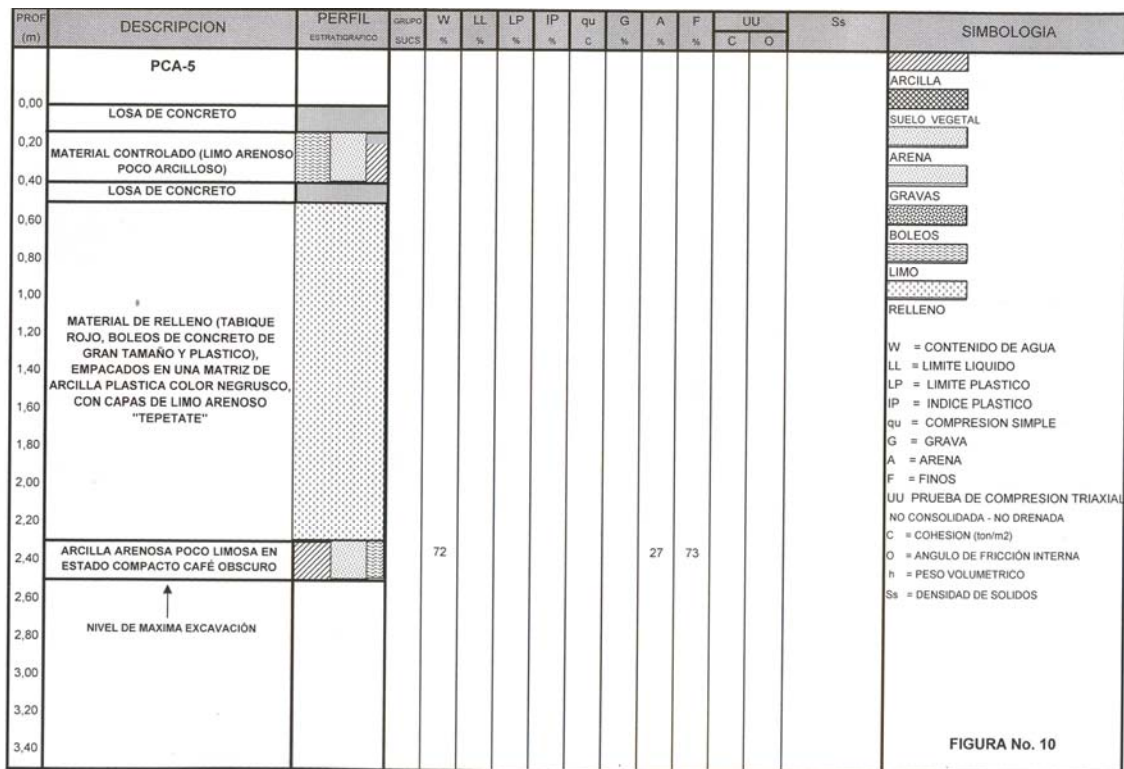 PROF (m)
DESCRIPCION
PERFIL
ESTRATIGRAFICO
GRUPO
SUCS
W
%
LL
%
LP
%
IP
%
qu
C
G
%
A
%
F
%
UU
C
O
Ss
SIMBOLOGIA
PCA-5
0,00
LOSA DE CONCRETO
0,20
MATERIAL CONTROLADO (LIMO ARENOSO
POCO ARCILLOSO)
0,40
LOSA DE CONCRETO
0,60
0,80
1,00
MATERIAL DE RELLENO (TABIQUE
1,20
ROJO, BOLEOS DE CONCRETO DE
GRAN TAMAÑO Y PLASTICO),
1,40
EMPACADOS EN UNA MATRIZ DE
ARCILLA PLASTICA COLOR NEGRUSCO,
1,60
CON CAPAS DE LIMO ARENOSO
"TEPETATE"
1,80
2,00
2,20
2,40
ARCILLA ARENOSA POCO LIMOSA EN
ESTADO COMPACTO CAFÉ OBSCURO
72
27
73
2,60
NIVEL DE MAXIMA EXCAVACIÓN
2,80
3,00
3,20
3,40
ARCILLA
SUELO VEGETAL
ARENA
GRAVAS
BOLEOS
LIMO
RELLENO
W = CONTENIDO DE AGUA
LL = LIMITE LIQUIDO
LP = LIMITE PLASTICO
IP = INDICE PLASTICO
qu = COMPRESION SIMPLE
G = GRAVA
A = ARENA
F = FINOS
UU PRUEBA DE COMPRESION TRIAXIAL
NO CONSOLIDADA - NO DRENADA
C = COHESION (ton/m2)
O = ANGULO DE FRICCIÓN INTERNA
h = PESO VOLUMETRICO
Ss = DENSIDAD DE SOLIDOS
FIGURA No. 10